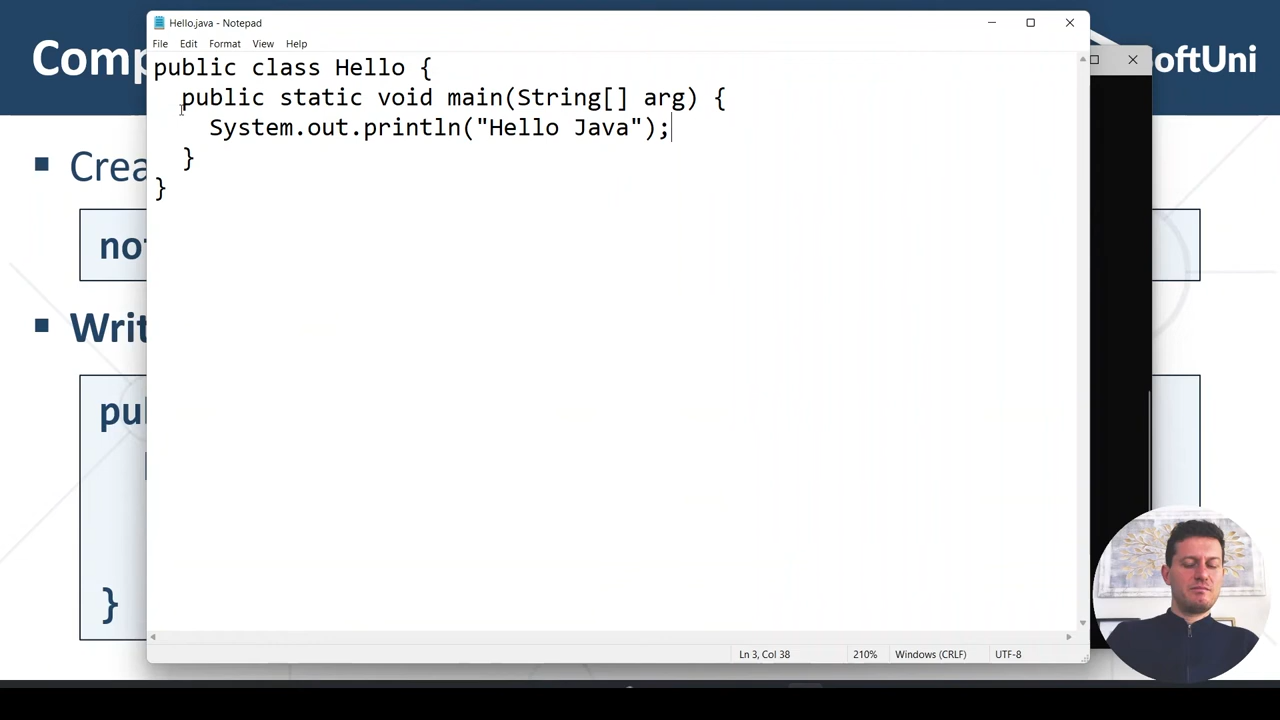 Comp
oftUni
Hello.java - Notepad
File Edit Format View Help
public class Hello {
public static void main(String[] arg) {
System.out.println("Hello Java");
}
}
Crea
not
Writ
pul
}
Ln 3, Col 38
210%
Windows (CRLF)
UTF-8